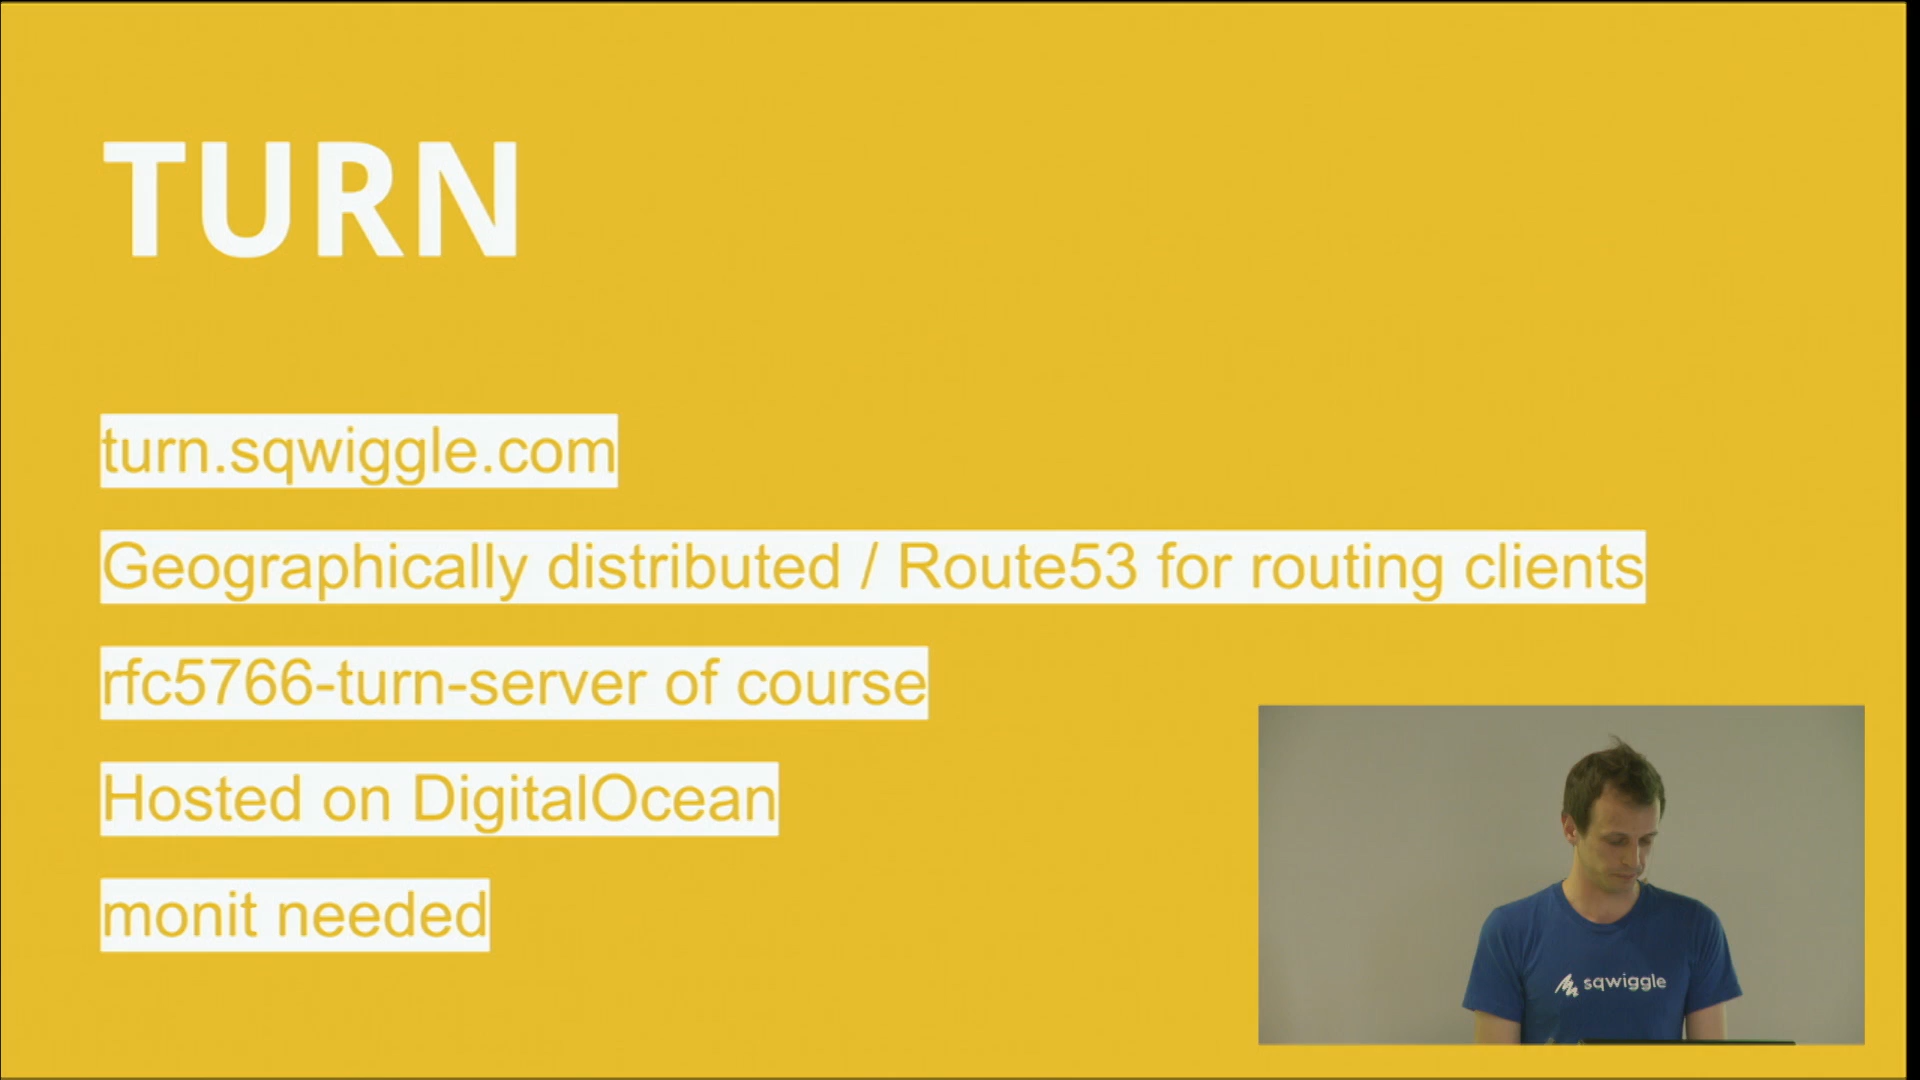 TURN
turn.sqwiggle.com
Geographically distributed / Route53 for routing clients
rfc5766-turn-server of course
Hosted on DigitalOcean
monit needed
sqwiggle